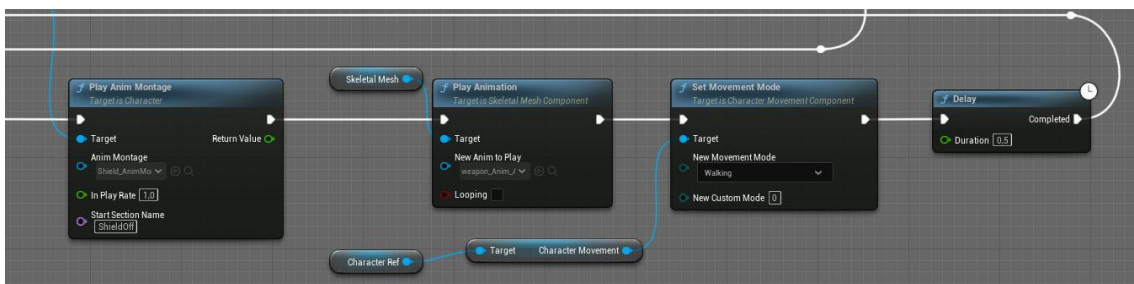 Play Anim Montage
Target is Character
Target
Return Value
Anim Montage
Shield_AnimMo
In Play Rate 1.0
Start Section Name
ShieldOff
Skeletal Mesh
Play Animation
Target is Skeletal Mesh Component
Target
New Anim to Play
weapon_Anim_
Looping
Character Ref
Target Character Movement
Set Movement Mode
Target is Character Movement Component
Target
New Movement Mode
Walking
New Custom Mode 0
Delay
Completed
Duration 0.5